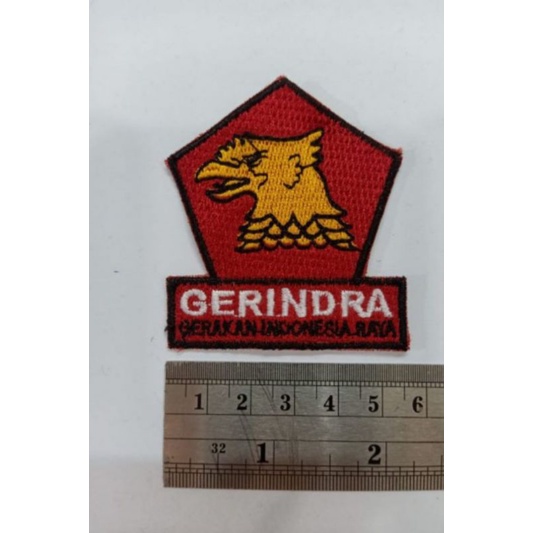 GERINDRA
GERAKAN INDONESIA RAYA
1 2 3 4 5 6
32 1 2